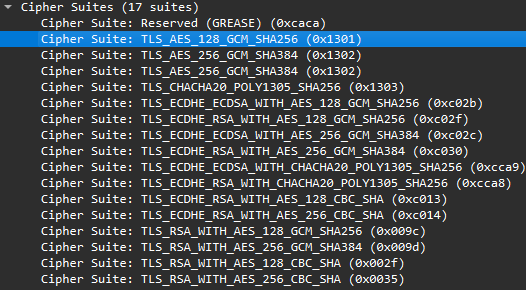 Cipher Suites (17 suites)
Cipher Suite: Reserved (GREASE) (0xcaca)
Cipher Suite: TLS_AES_128_GCM_SHA256 (0x1301)
Cipher Suite: TLS_AES_256_GCM_SHA384 (0x1302)
Cipher Suite: TLS_AES_256_GCM_SHA384 (0x1302)
Cipher Suite: TLS_CHACHA20_POLY1305_SHA256 (0x1303)
Cipher Suite: TLS_ECDHE_ECDSA_WITH_AES_128_GCM_SHA256 (0xc02b)
Cipher Suite: TLS_ECDHE_RSA_WITH_AES_128_GCM_SHA256 (0xc02f)
Cipher Suite: TLS_ECDHE_ECDSA_WITH_AES_256_GCM_SHA384 (0xc02c)
Cipher Suite: TLS_ECDHE_RSA_WITH_AES_256_GCM_SHA384 (0xc030)
Cipher Suite: TLS_ECDHE_ECDSA_WITH_CHACHA20_POLY1305_SHA256 (0xcca9)
Cipher Suite: TLS_ECDHE_RSA_WITH_CHACHA20_POLY1305_SHA256 (0xcca8)
Cipher Suite: TLS_ECDHE_RSA_WITH_AES_128_CBC_SHA (0xc013)
Cipher Suite: TLS_ECDHE_RSA_WITH_AES_256_CBC_SHA (0xc014)
Cipher Suite: TLS_RSA_WITH_AES_128_GCM_SHA256 (0x009c)
Cipher Suite: TLS_RSA_WITH_AES_256_GCM_SHA384 (0x009d)
Cipher Suite: TLS_RSA_WITH_AES_128_CBC_SHA (0x002f)
Cipher Suite: TLS_RSA_WITH_AES_256_CBC_SHA (0x0035)